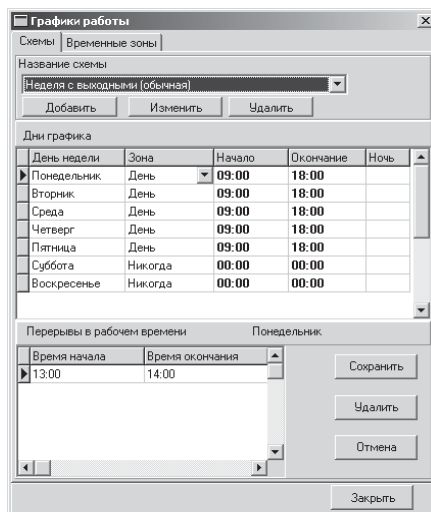 Графики работы
Схемы Временные зоны
Название схемы
Неделя с выходными (обычная)
Добавить Изменить Удалить
Дни графика
День недели Зона Начало Окончание Ночь
Понедельник День 09:00 18:00
Вторник День 09:00 18:00
Среда День 09:00 18:00
Четверг День 09:00 18:00
Пятница День 09:00 18:00
Суббота Никогда 00:00 00:00
Воскресенье Никогда 00:00 00:00
Перерывы в рабочем времени Понедельник
Время начала Время окончания
13:00 14:00
Сохранить
Удалить
Отмена
Закрыть